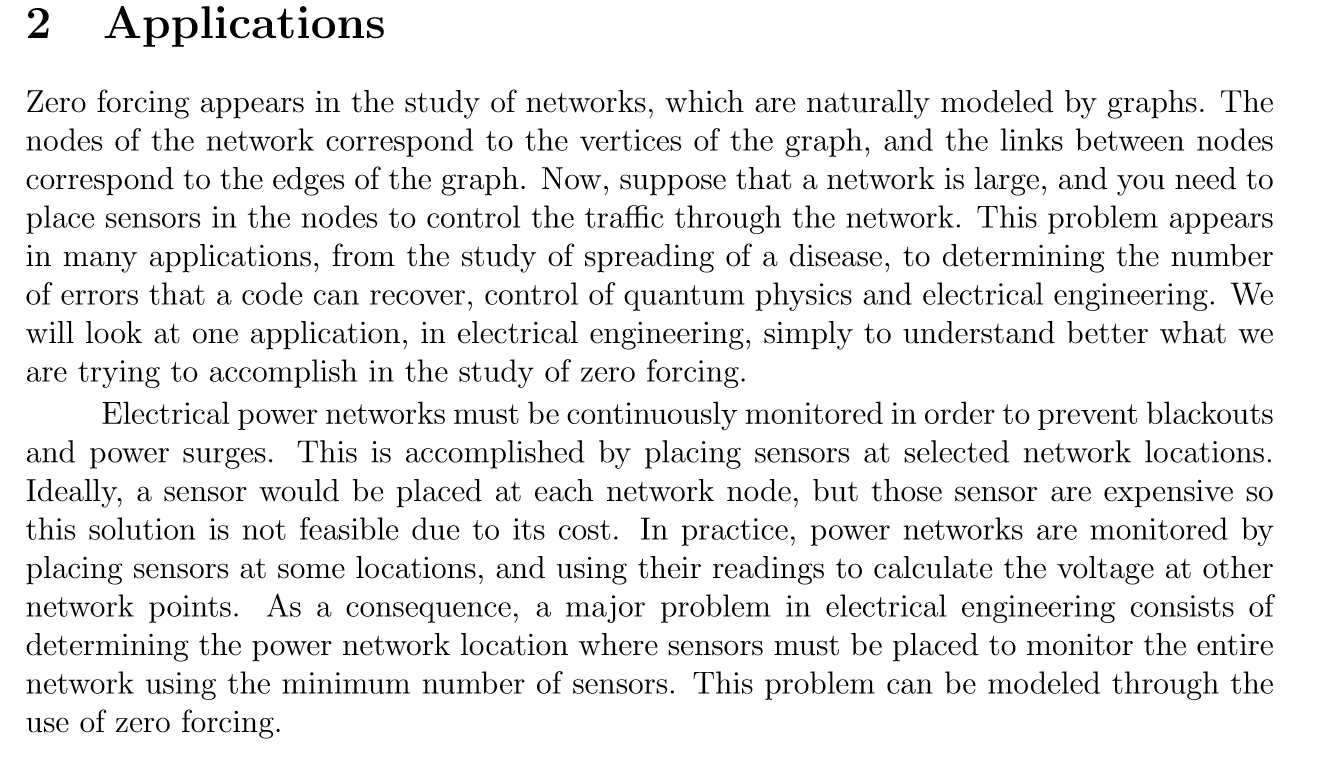 2 Applications
Zero forcing appears in the study of networks, which are naturally modeled by graphs. The
nodes of the network correspond to the vertices of the graph, and the links between nodes
correspond to the edges of the graph. Now, suppose that a network is large, and you need to
place sensors in the nodes to control the traffic through the network. This problem appears
in many applications, from the study of spreading of a disease, to determining the number
of errors that a code can recover, control of quantum physics and electrical engineering. We
will look at one application, in electrical engineering, simply to understand better what we
are trying to accomplish in the study of zero forcing.
Electrical power networks must be continuously monitored in order to prevent blackouts
and power surges. This is accomplished by placing sensors at selected network locations.
Ideally, a sensor would be placed at each network node, but those sensor are expensive so
this solution is not feasible due to its cost. In practice, power networks are monitored by
placing sensors at some locations, and using their readings to calculate the voltage at other
network points. As a consequence, a major problem in electrical engineering consists of
determining the power network location where sensors must be placed to monitor the entire
network using the minimum number of sensors. This problem can be modeled through the
use of zero forcing.